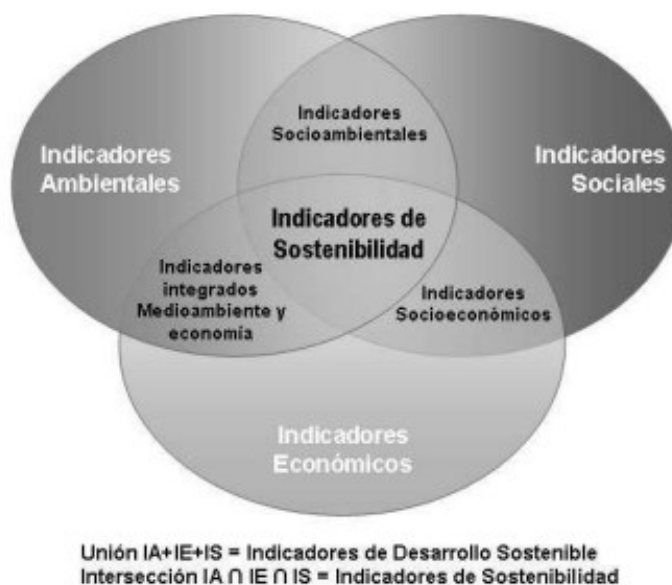 Indicadores
Socioambientales
Indicadores
Ambientales
Indicadores
Sociales
Indicadores de
Sostenibilidad
Indicadores
integrados
Medioambiente y
economía
Indicadores
Socioeconómicos
Indicadores
Económicos
Unión IA+IE+IS = Indicadores de Desarrollo Sostenible
Intersección IA ∩ IE ∩ IS = Indicadores de Sostenibilidad